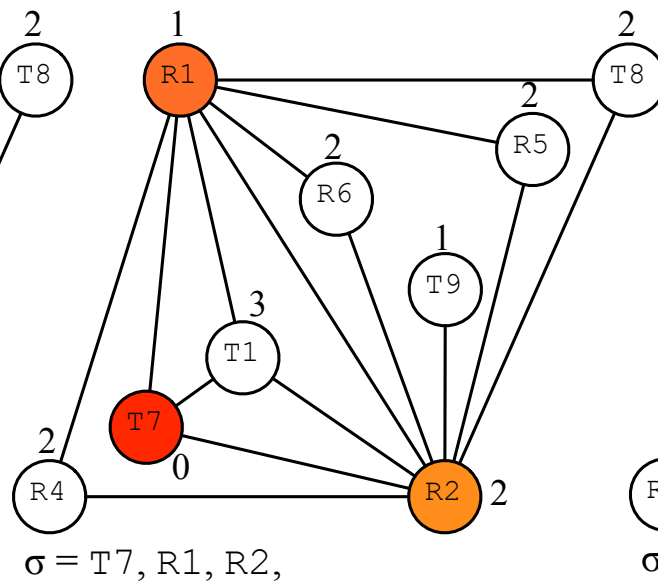 2 1 2
T8 R1 T8
2
R5
2
R6
1
T9
3
T1
T7
0
2
R4 R2 2 R
σ = T7, R1, R2, σ